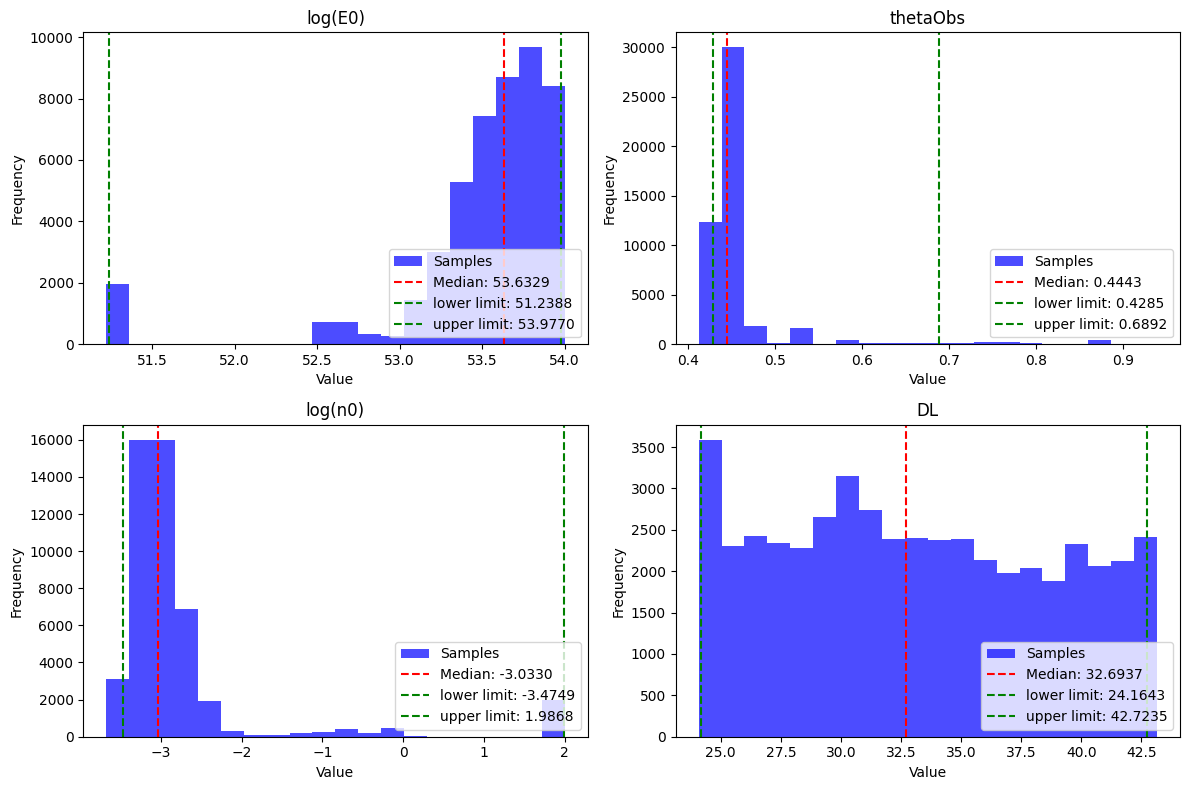 log(E0)
Frequency
10000
8000
6000
4000
2000
0
51.5 52.0 52.5 53.0 53.5 54.0
Value
Samples
Median: 53.6329
lower limit: 51.2388
upper limit: 53.9770
thetaObs
Frequency
30000
25000
20000
15000
10000
5000
0
0.4 0.5 0.6 0.7 0.8 0.9
Value
Samples
Median: 0.4443
lower limit: 0.4285
upper limit: 0.6892
log(n0)
Frequency
16000
14000
12000
10000
8000
6000
4000
2000
0
−3 −2 −1 0 1 2
Value
Samples
Median: -3.0330
lower limit: -3.4749
upper limit: 1.9868
DL
Frequency
3500
3000
2500
2000
1500
1000
500
0
25.0 27.5 30.0 32.5 35.0 37.5 40.0 42.5
Value
Samples
Median: 32.6937
lower limit: 24.1643
upper limit: 42.7235